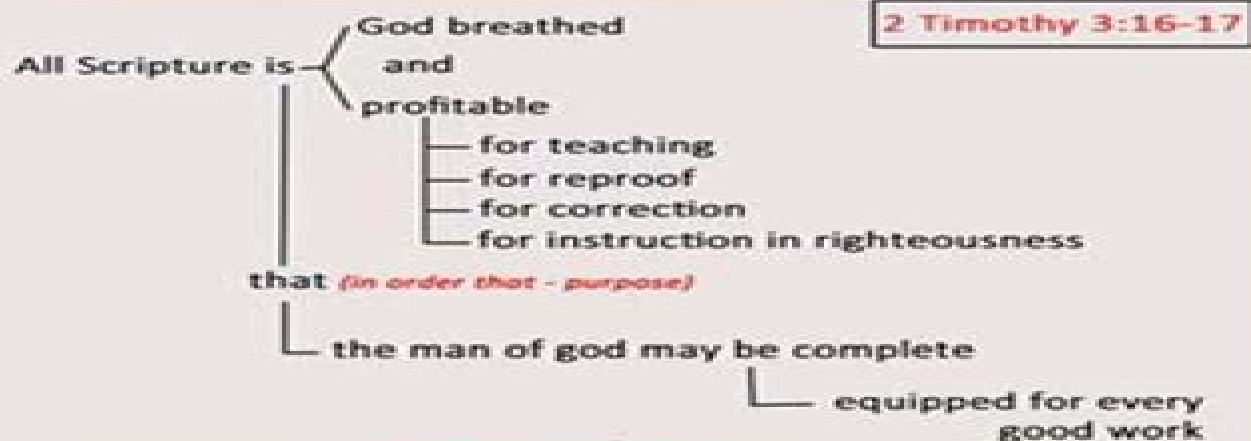 2 Timothy 3:16-17
God breathed
All Scripture is
and
profitable
for teaching
for reproof
for correction
for instruction in righteousness
that (in order that - purpose)
the man of god may be complete
equipped for every
good work